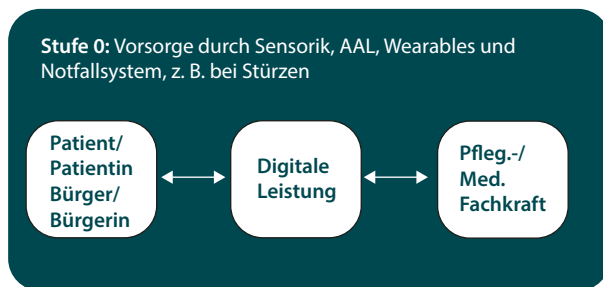 Stufe 0: Vorsorge durch Sensorik, AAL, Wearables und
Notfallsystem, z. B. bei Stürzen
Patient/
Patientin
Bürger/
Bürgerin
Digitale
Leistung
Pfleg.-/
Med.
Fachkraft